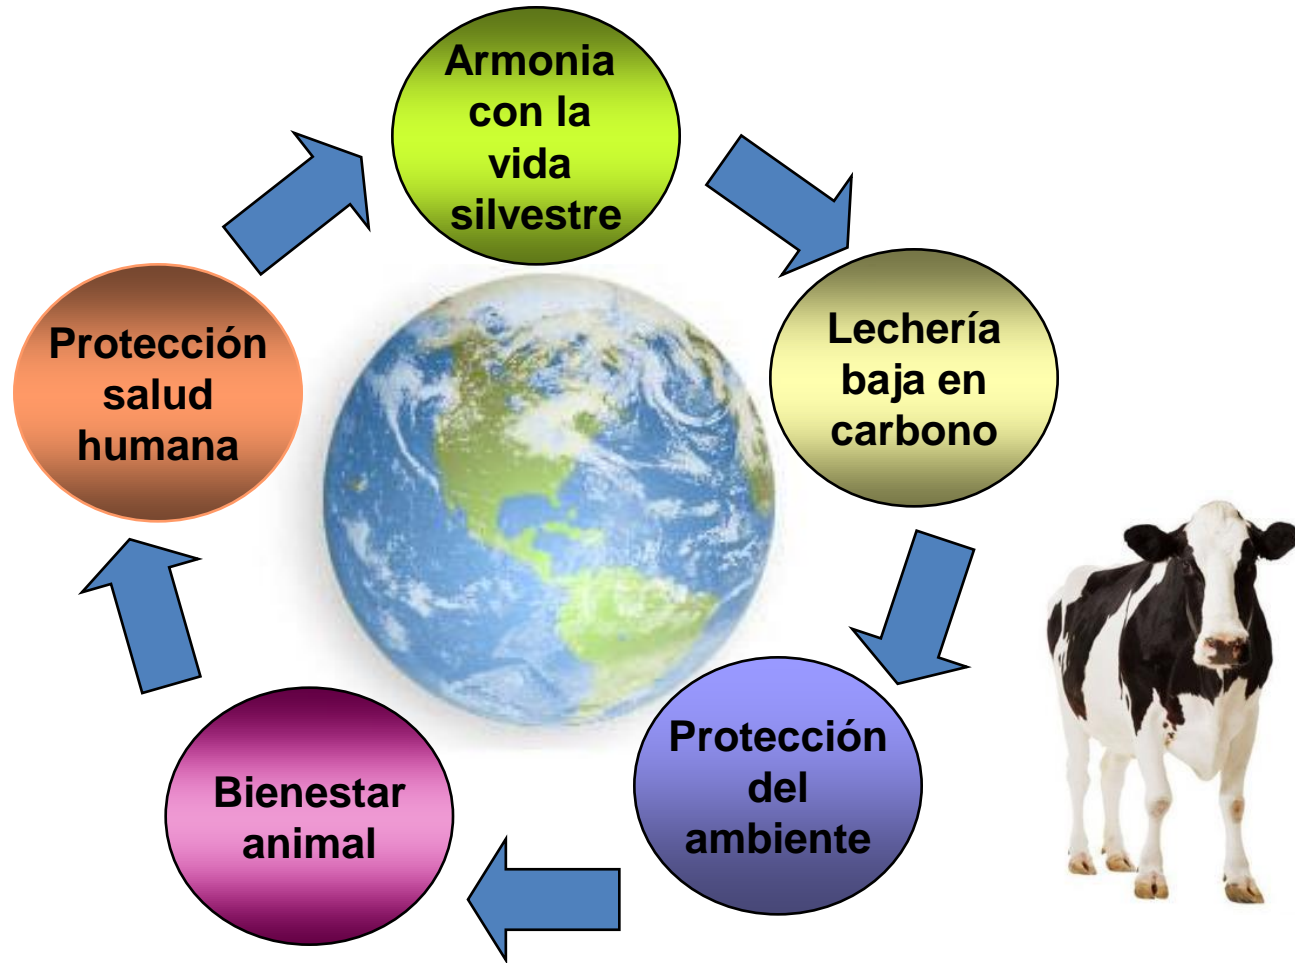 Armonia
con la
vida
silvestre
Lechería
baja en
carbono
Protección
del
ambiente
Bienestar
animal
Protección
salud
humana